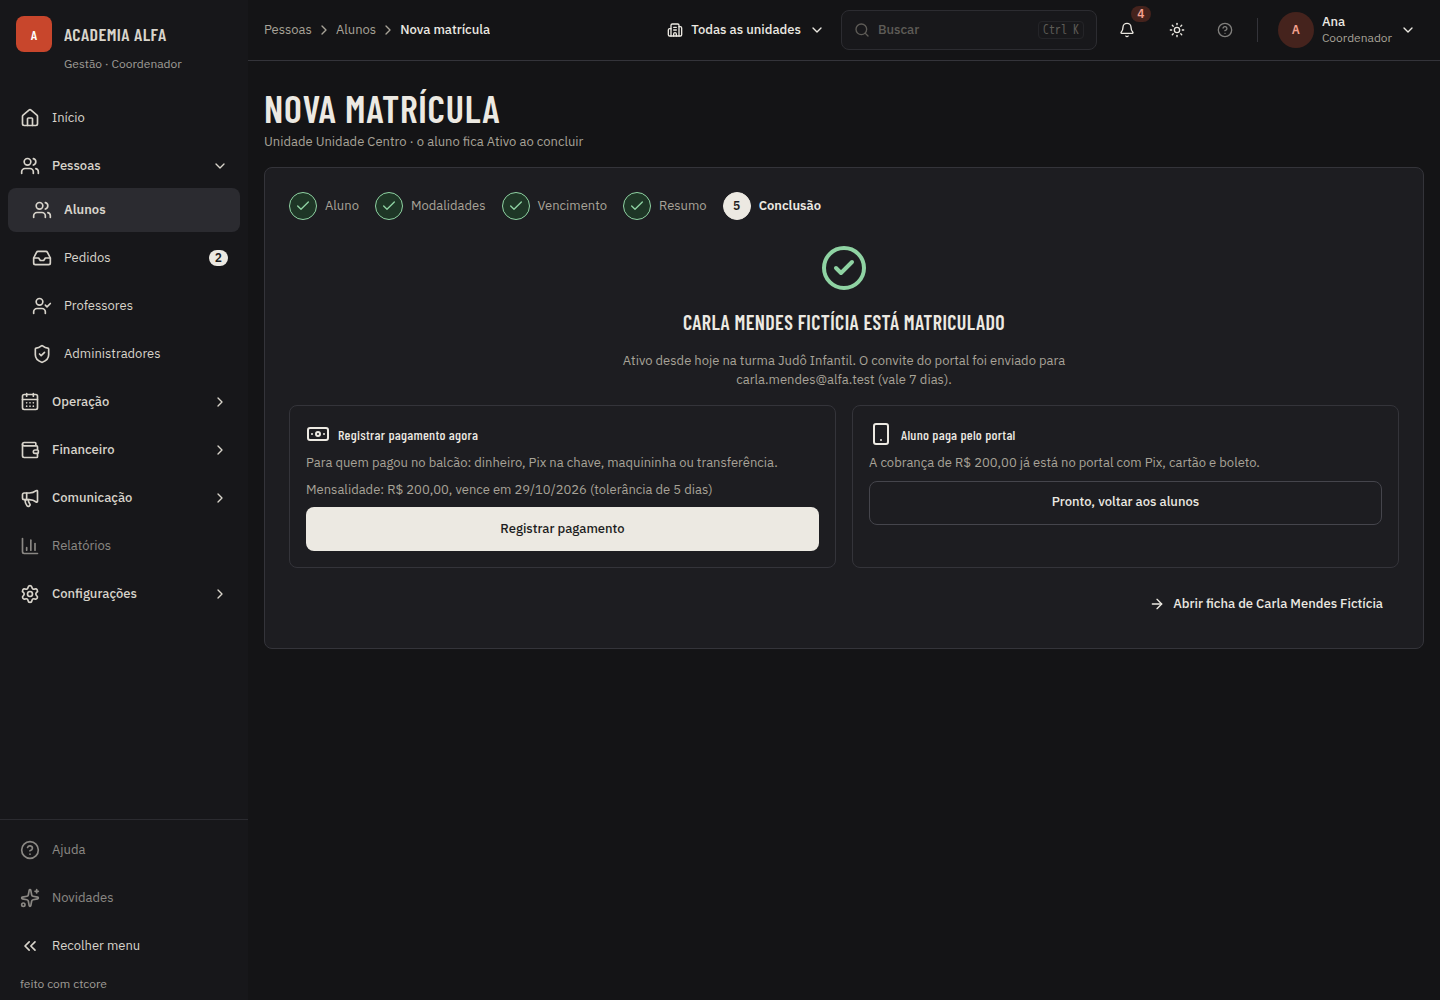 A
ACADEMIA ALFA
Gestão · Coordenador
Início
Pessoas
Alunos
Pedidos
2
Professores
Administradores
Operação
Financeiro
Comunicação
Relatórios
Configurações
Ajuda
Novidades
Recolher menu
feito com ctcore
Pessoas > Alunos > Nova matrícula
Todas as unidades
Buscar
Ctrl K
4
A
Ana
Coordenador
NOVA MATRÍCULA
Unidade Unidade Centro · o aluno fica Ativo ao concluir
Aluno
Modalidades
Vencimento
Resumo
5
Conclusão
CARLA MENDES FICTÍCIA ESTÁ MATRICULADO
Ativo desde hoje na turma Judô Infantil. O convite do portal foi enviado para
carla.mendes@alfa.test (vale 7 dias).
Registrar pagamento agora
Para quem pagou no balcão: dinheiro, Pix na chave, maquininha ou transferência.
Mensalidade: R$ 200,00, vence em 29/10/2026 (tolerância de 5 dias)
Registrar pagamento
Aluno paga pelo portal
A cobrança de R$ 200,00 já está no portal com Pix, cartão e boleto.
Pronto, voltar aos alunos
Abrir ficha de Carla Mendes Fictícia